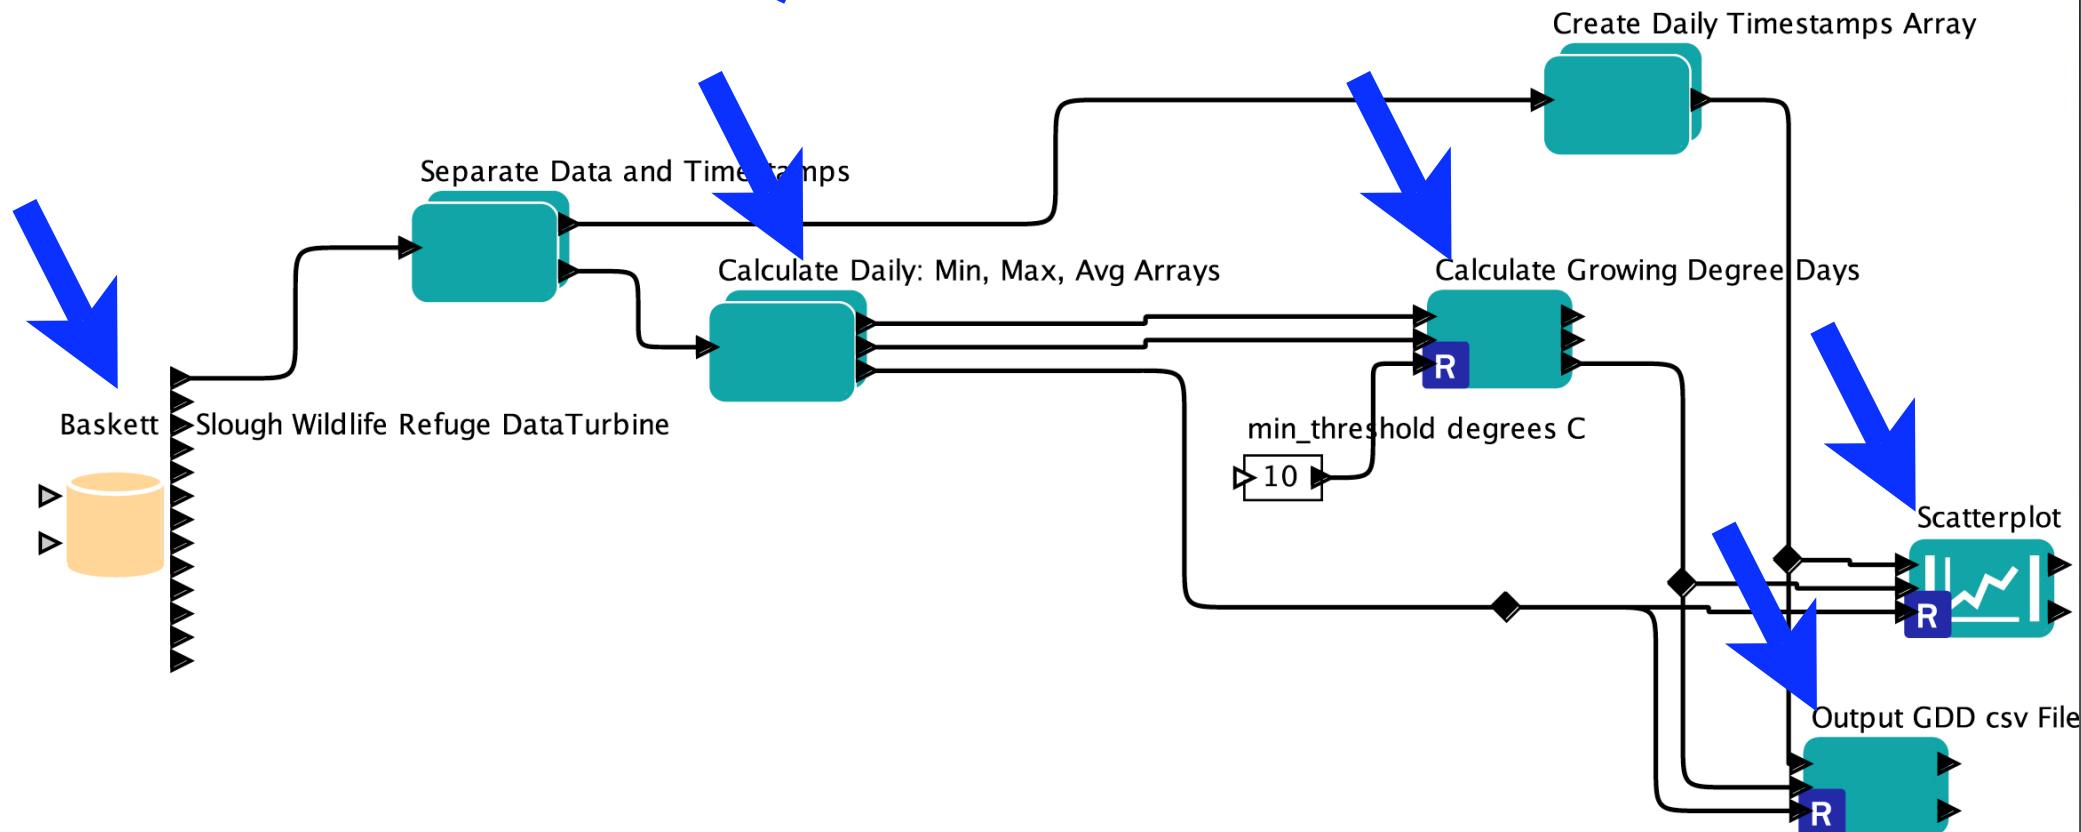 Create Daily Timestamps Array
Separate Data and Timestamps
Calculate Daily: Min, Max, Avg Arrays
Calculate Growing Degree Days
R
Baskett Slough Wildlife Refuge DataTurbine
min_threshold degrees C
10
Scatterplot
R
Output GDD csv File
R